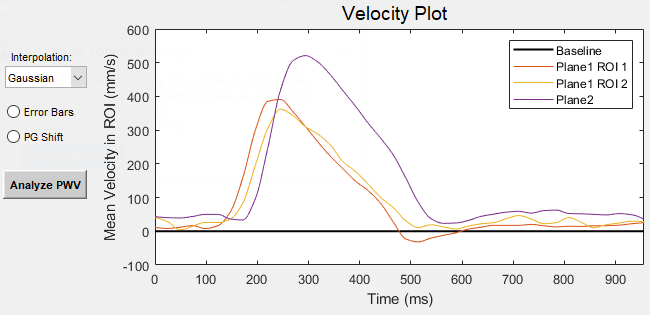 Velocity Plot
Interpolation:
Gaussian
Error Bars
PG Shift
Analyze PWV
Mean Velocity in ROI (mm/s)
600
500
400
300
200
100
0
-100
Baseline
Plane1 ROI 1
Plane1 ROI 2
Plane2
0 100 200 300 400 500 600 700 800 900
Time (ms)